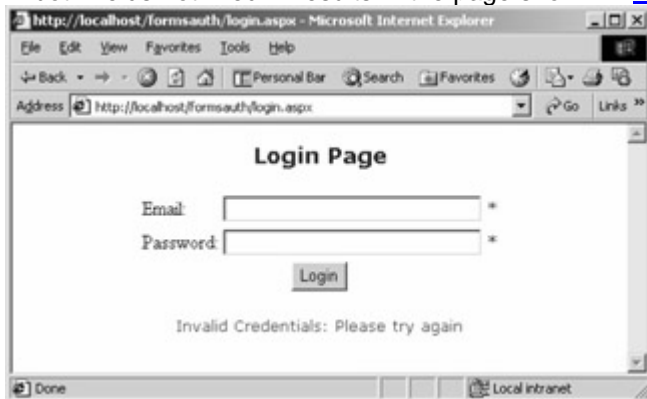 http://localhost/formsauth/login.aspx - Microsoft Internet Explorer
File Edit View Favorites Tools Help
Back Personal Bar Search Favorites
Address http://localhost/formsauth/login.aspx Go Links »
Login Page
Email: *
Password: *
Login
Invalid Credentials: Please try again
Done Local intranet